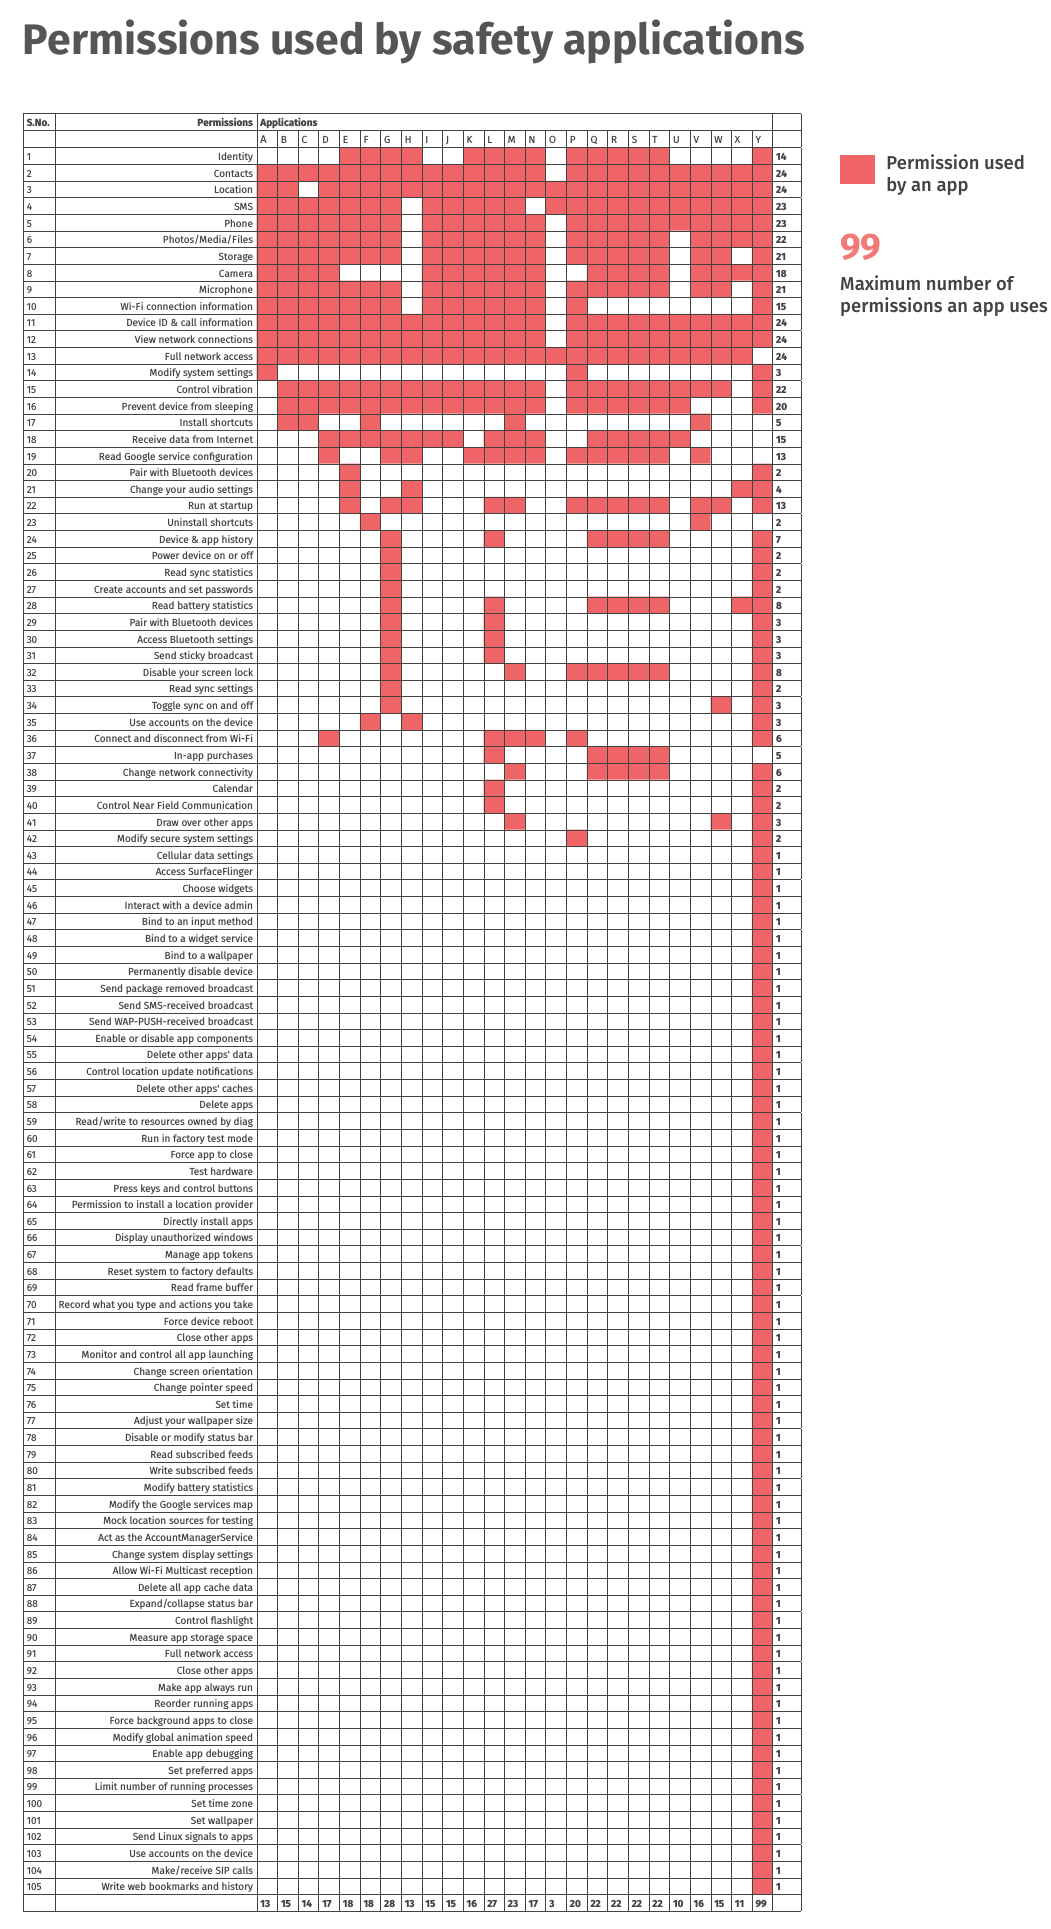 Permissions used by safety applications
S.No. Permissions Applications
A B C D E F G H I J K L M N O P Q R S T U V W X Y
1 Identity 14
2 Contacts 24
3 Location 24
4 SMS 23
5 Phone 23
6 Photos/Media/Files 22
7 Storage 21
8 Camera 18
9 Microphone 21
10 Wi-Fi connection information 15
11 Device ID & call information 24
12 View network connections 24
13 Full network access 24
14 Modify system settings 3
15 Control vibration 22
16 Prevent device from sleeping 20
17 Install shortcuts 5
18 Receive data from Internet 15
19 Read Google service configuration 13
20 Pair with Bluetooth devices 2
21 Change your audio settings 4
22 Run at startup 13
23 Uninstall shortcuts 2
24 Device & app history 7
25 Power device on or off 2
26 Read sync statistics 2
27 Create accounts and set passwords 2
28 Read battery statistics 8
29 Pair with Bluetooth devices 3
30 Access Bluetooth settings 3
31 Send sticky broadcast 3
32 Disable your screen lock 8
33 Read sync settings 2
34 Toggle sync on and off 3
35 Use accounts on the device 3
36 Connect and disconnect from Wi-Fi 6
37 In-app purchases 5
38 Change network connectivity 6
39 Calendar 2
40 Control Near Field Communication 2
41 Draw over other apps 3
42 Modify secure system settings 2
43 Cellular data settings 1
44 Access SurfaceFlinger 1
45 Choose widgets 1
46 Interact with a device admin 1
47 Bind to an input method 1
48 Bind to a widget service 1
49 Bind to a wallpaper 1
50 Permanently disable device 1
51 Send package removed broadcast 1
52 Send SMS-received broadcast 1
53 Send WAP-PUSH-received broadcast 1
54 Enable or disable app components 1
55 Delete other apps' data 1
56 Control location update notifications 1
57 Delete other apps' caches 1
58 Delete apps 1
59 Read/write to resources owned by diag 1
60 Run in factory test mode 1
61 Force app to close 1
62 Test hardware 1
63 Press keys and control buttons 1
64 Permission to install a location provider 1
65 Directly install apps 1
66 Display unauthorized windows 1
67 Manage app tokens 1
68 Reset system to factory defaults 1
69 Read frame buffer 1
70 Record what you type and actions you take 1
71 Force device reboot 1
72 Close other apps 1
73 Monitor and control all app launching 1
74 Change screen orientation 1
75 Change pointer speed 1
76 Set time 1
77 Adjust your wallpaper size 1
78 Disable or modify status bar 1
79 Read subscribed feeds 1
80 Write subscribed feeds 1
81 Modify battery statistics 1
82 Modify the Google services map 1
83 Mock location sources for testing 1
84 Act as the AccountManagerService 1
85 Change system display settings 1
86 Allow Wi-Fi Multicast reception 1
87 Delete all app cache data 1
88 Expand/collapse status bar 1
89 Control flashlight 1
90 Measure app storage space 1
91 Full network access 1
92 Close other apps 1
93 Make app always run 1
94 Reorder running apps 1
95 Force background apps to close 1
96 Modify global animation speed 1
97 Enable app debugging 1
98 Set preferred apps 1
99 Limit number of running processes 1
100 Set time zone 1
101 Set wallpaper 1
102 Send Linux signals to apps 1
103 Use accounts on the device 1
104 Make/receive SIP calls 1
105 Write web bookmarks and history 1
13 15 14 17 18 18 28 13 15 15 16 27 23 17 3 20 22 22 22 22 10 16 15 11 99
Permission used
by an app
99
Maximum number of
permissions an app uses